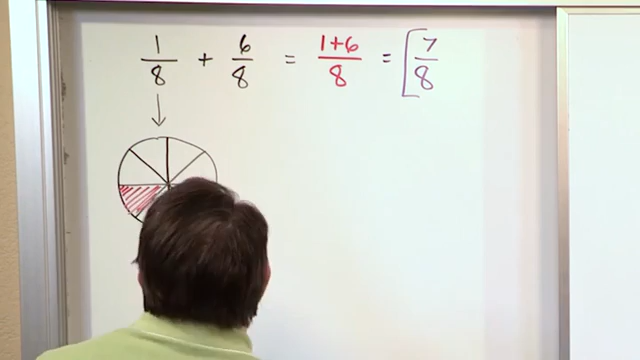 1/8 + 6/8 = 1+6/8 = [7/8